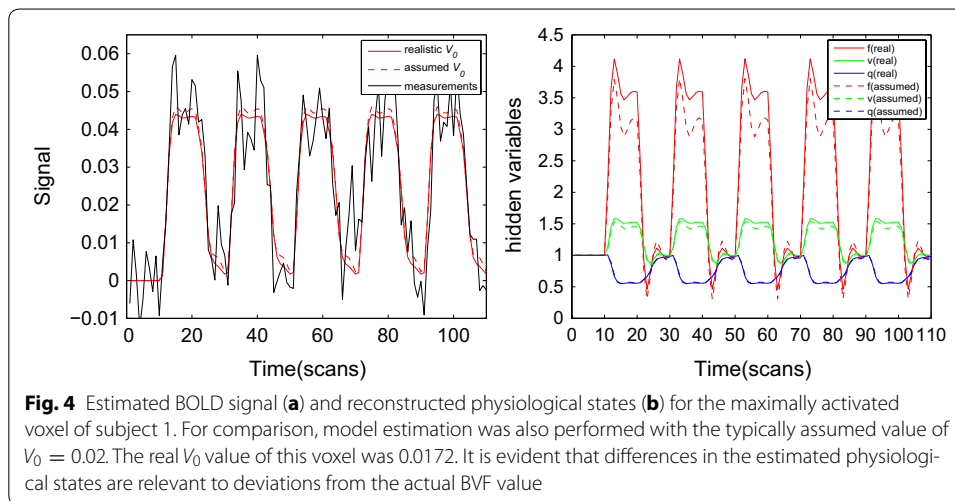 0.06
0.05
0.04
0.03
0.02
0.01
0
−0.01
Signal
0 20 40 60 80 100
Time(scans)
realistic V0
assumed V0
measurements
4.5
4
3.5
3
2.5
2
1.5
1
0.5
0
hidden variables
0 10 20 30 40 50 60 70 80 90 100 110
Time(scans)
f(real)
v(real)
q(real)
f(assumed)
v(assumed)
q(assumed)
Fig. 4 Estimated BOLD signal (a) and reconstructed physiological states (b) for the maximally activated
voxel of subject 1. For comparison, model estimation was also performed with the typically assumed value of
V0 = 0.02. The real V0 value of this voxel was 0.0172. It is evident that differences in the estimated physiologi-
cal states are relevant to deviations from the actual BVF value